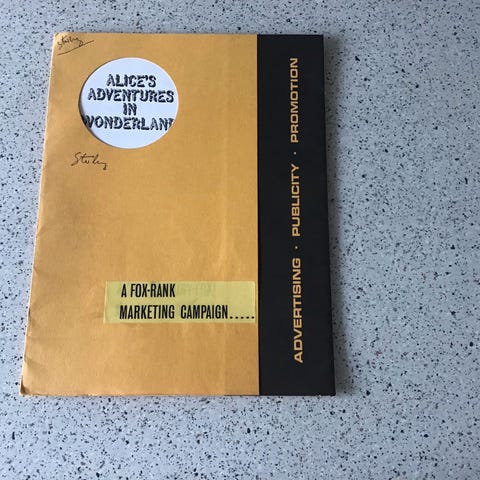 ALICE'S
ADVENTURES
IN
WONDERLAND
A FOX-RANK
MARKETING CAMPAIGN.....
ADVERTISING · PUBLICITY · PROMOTION